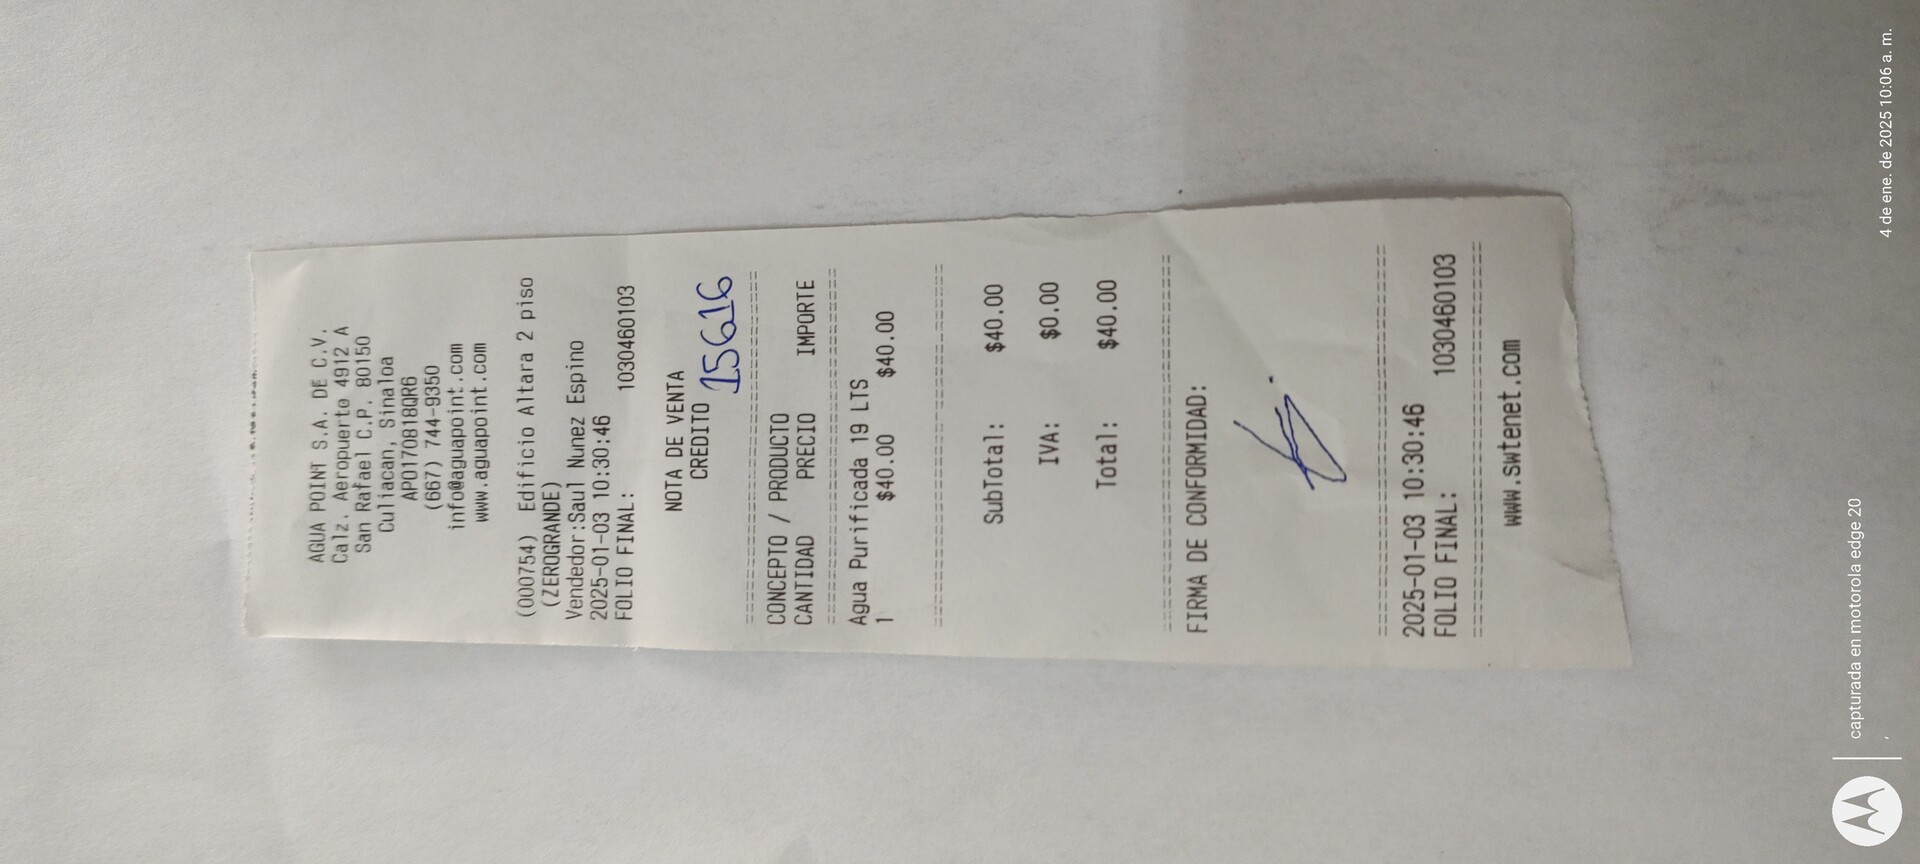 AGUA POINT S.A. DE C.V.
Calz. Aeropuerto 4912 A
San Rafael C.P. 80150
Culiacan, Sinaloa
APO170818QR6
(667) 744-9350
info@aguapoint.com
www.aguapoint.com
(000754), Edificio Altara 2 piso
(ZEROGRANDE)
Vendedor:Saul Nunez Espino
2025-01-03 10:30:46
FOLIO FINAL: 1030460103
NOTA DE VENTA
CREDITO
15616
CONCEPTO / PRODUCTO
CANTIDAD PRECIO IMPORTE
Agua Purificada 19 LTS
1 $40.00 $40.00
SubTotal: $40.00
IVA: $0.00
Total: $40.00
FIRMA DE CONFORMIDAD:
2025-01-03 10:30:46
FOLIO FINAL: 1030460103
www.swtenet.com
capturada en motorola edge 20
4 de ene. de 2025 10:06 a. m.